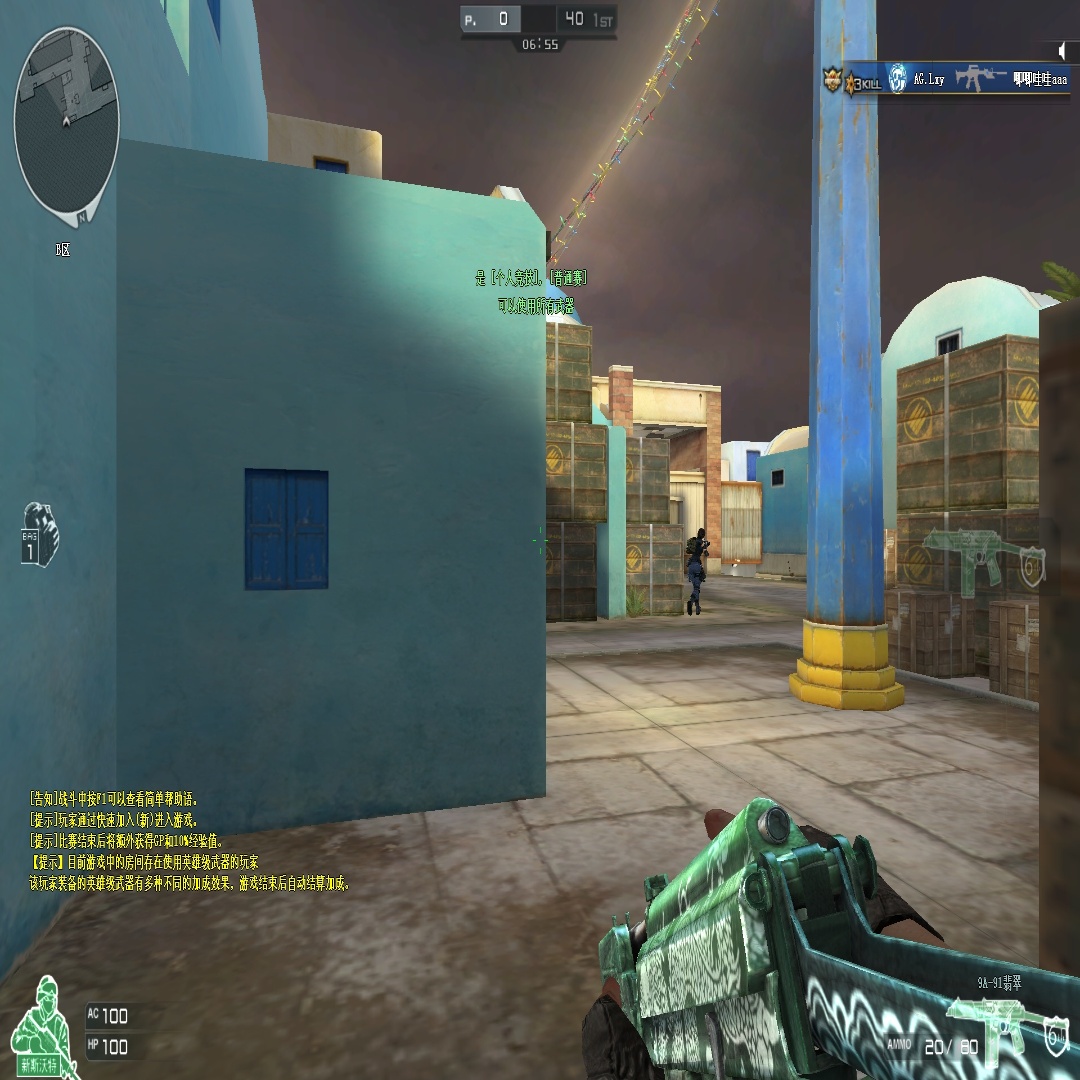 P. 0 40 1ST
06:55
3KILL AG.Lxy 唧唧哇哇aaa
N
B区
是 [个人竞技], [普通赛]
可以使用所有武器
BAG
1
[告知]战斗中按F1可以查看简单帮助语。
[提示]玩家通过快速加入(新)进入游戏。
[提示]比赛结束后将额外获得GP和10%经验值。
【提示】目前游戏中的房间存在使用英雄级武器的玩家
该玩家装备的英雄级武器有多种不同的加成效果, 游戏结束后自动结算加成。
9A-91翡翠
AC 100
HP 100
AMMO 20/ 80
新斯沃特